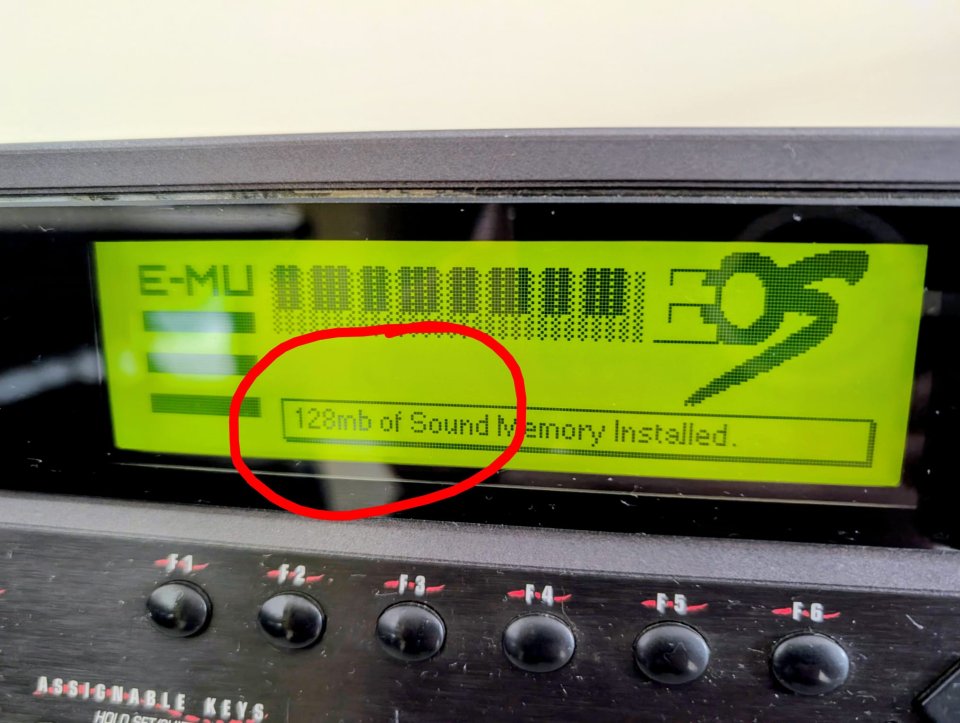 E-MU
EOS
128mb of Sound Memory Installed.
F1 F2 F3 F4 F5 F6
ASSIGNABLE KEYS